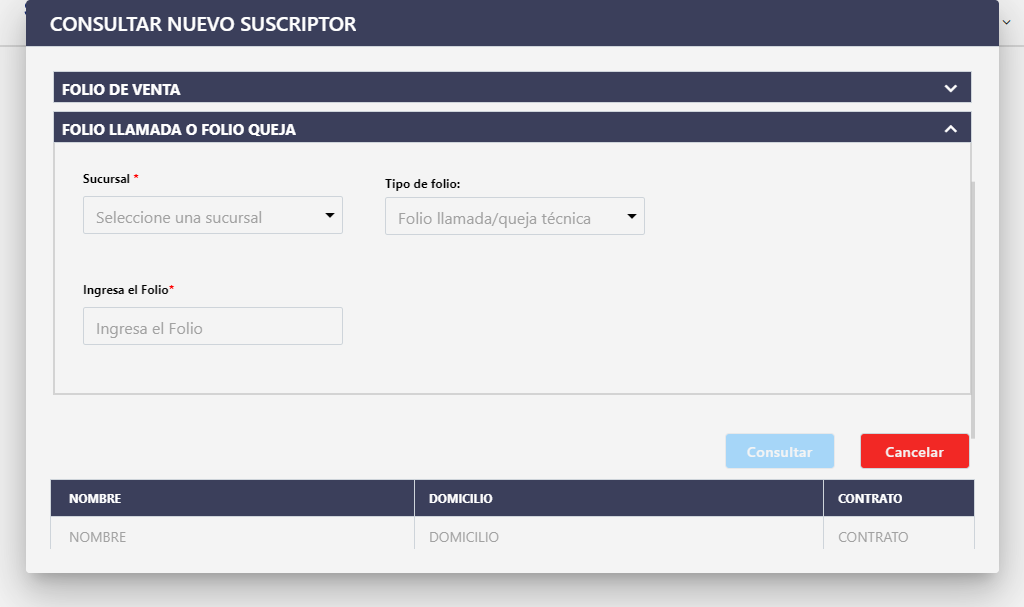 CONSULTAR NUEVO SUSCRIPTOR
FOLIO DE VENTA
FOLIO LLAMADA O FOLIO QUEJA
Sucursal *
Tipo de folio:
Seleccione una sucursal
Folio llamada/queja técnica
Ingresa el Folio*
Ingresa el Folio
Consultar
Cancelar
NOMBRE DOMICILIO CONTRATO
NOMBRE DOMICILIO CONTRATO